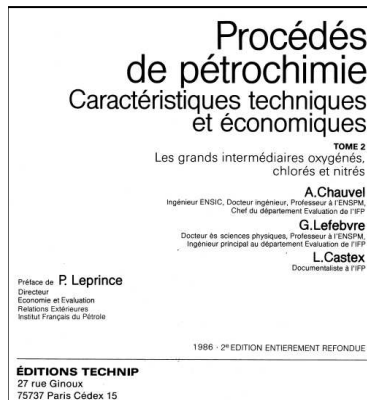 Procédés
de pétrochimie
Caractéristiques techniques
et économiques
TOME 2
Les grands intermédiaires oxygénés,
chlorés et nitrés
A.Chauvel
Ingénieur ENSIC, Docteur ingénieur, Professeur à l'ENSPM,
Chef du département Evaluation de l'IFP
G.Lefebvre
Docteur ès sciences physiques, Professeur à l'ENSPM,
Ingénieur principal au département Evaluation de l'IFP
L.Castex
Documentaliste à l'IFP
Préface de P. Leprince
Directeur
Economie et Evaluation
Relations Extérieures
Institut Français du Pétrole
1986 - 2e EDITION ENTIEREMENT REFONDUE
ÉDITIONS TECHNIP
27 rue Ginoux
75737 Paris Cédex 15